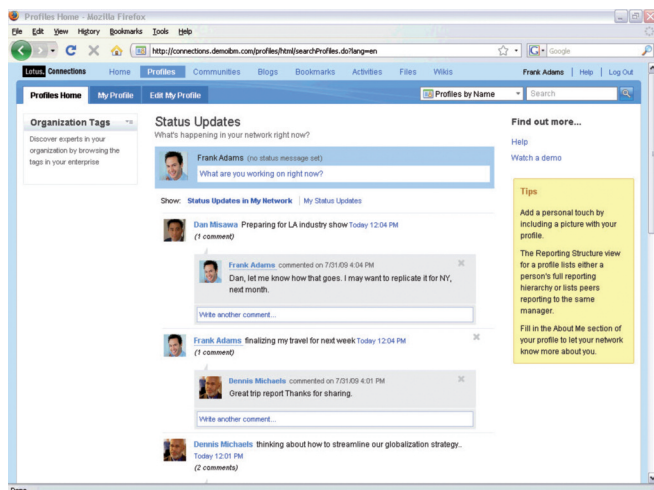 Profiles Home - Mozilla Firefox
File Edit View History Bookmarks Tools Help
http://connections.demoibm.com/profiles/html/searchProfiles.do?lang=en
Google
Lotus. Connections Home Profiles Communities Blogs Bookmarks Activities Files Wikis Frank Adams | Help | Log Out
Profiles Home My Profile Edit My Profile Profiles by Name Search
Organization Tags
Discover experts in your
organization by browsing the
tags in your enterprise
Status Updates
What's happening in your network right now?
Frank Adams (no status message set)
What are you working on right now?
Show: Status Updates in My Network | My Status Updates
Dan Misawa Preparing for LA industry show Today 12:04 PM
(1 comment)
Frank Adams commented on 7/31/09 4:04 PM
Dan, let me know how that goes. I may want to replicate it for NY,
next month.
Write another comment...
Frank Adams finalizing my travel for next week Today 12:04 PM
(1 comment)
Dennis Michaels commented on 7/31/09 4:01 PM
Great trip report Thanks for sharing.
Write another comment...
Dennis Michaels thinking about how to streamline our globalization strategy..
Today 12:01 PM
(2 comments)
Find out more...
Help
Watch a demo
Tips
Add a personal touch by
including a picture with your
profile.
The Reporting Structure view
for a profile lists either a
person's full reporting
hierarchy or lists peers
reporting to the same
manager.
Fill in the About Me section of
your profile to let your network
know more about you.
Done